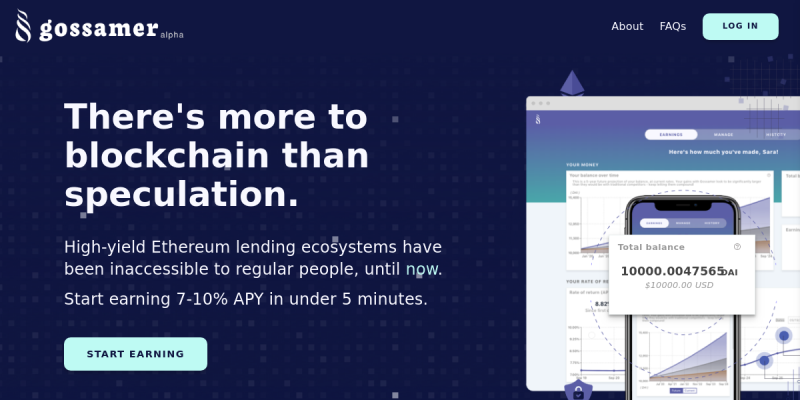 gossamer alpha
About FAQs LOG IN
There's more to
blockchain than
speculation.
High-yield Ethereum lending ecosystems have
been inaccessible to regular people, until now.
Start earning 7-10% APY in under 5 minutes.
START EARNING
EARNINGS MANAGE HISTORY
Here's how much you've made, Sara!
YOUR MONEY
Your balance over time
Total balance
10000.0047565 DAI
$10000.00 USD